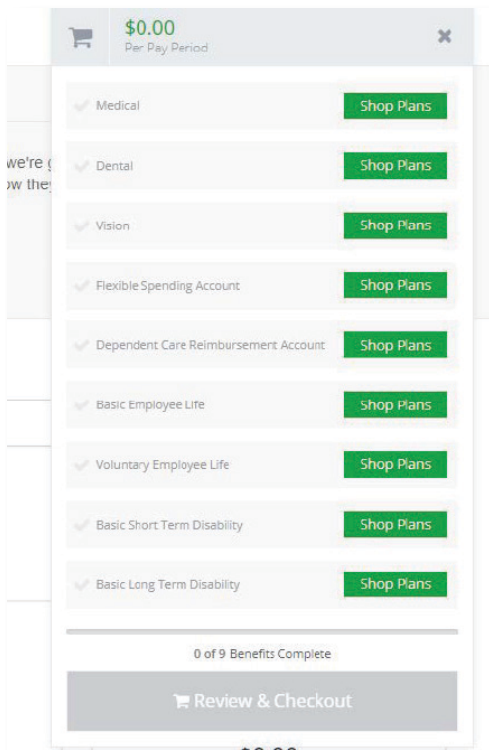 $0.00
Per Pay Period
Medical Shop Plans
we're
Dental Shop Plans
Vision Shop Plans
Flexible Spending Account Shop Plans
Dependent Care Reimbursement Account Shop Plans
Basic Employee Life Shop Plans
Voluntary Employee Life Shop Plans
Basic Short Term Disability Shop Plans
Basic Long Term Disability Shop Plans
0 of 9 Benefits Complete
Review & Checkout